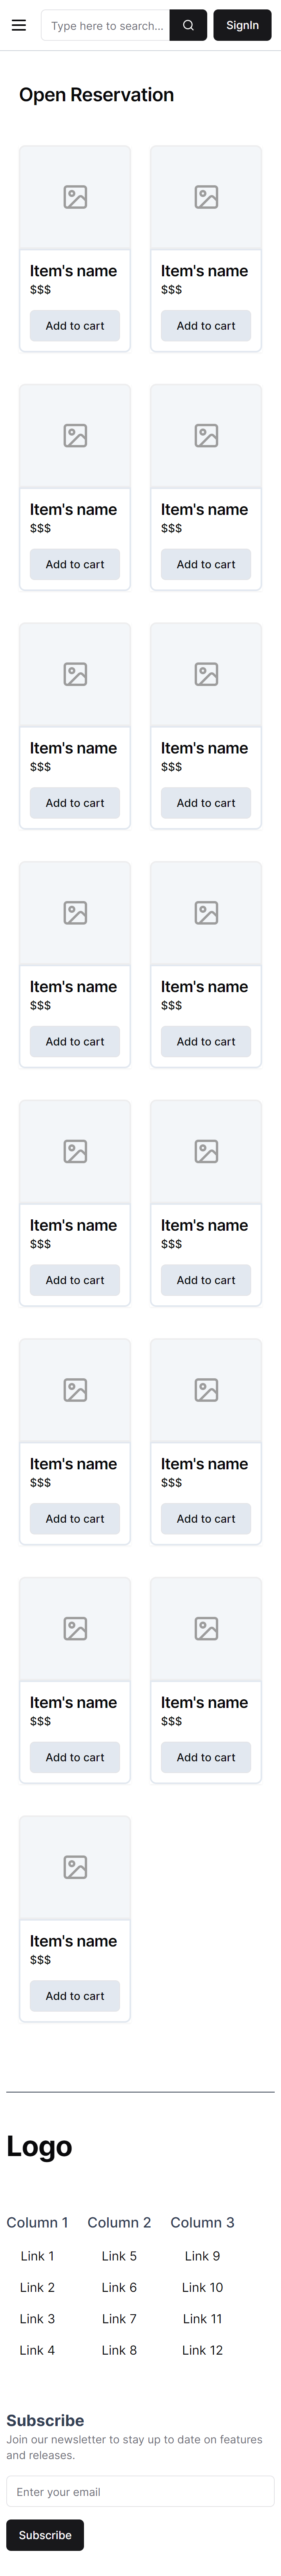 Type here to search... SignIn
Open Reservation
Item's name Item's name
$$$ $$$
Add to cart Add to cart
Item's name Item's name
$$$ $$$
Add to cart Add to cart
Item's name Item's name
$$$ $$$
Add to cart Add to cart
Item's name Item's name
$$$ $$$
Add to cart Add to cart
Item's name Item's name
$$$ $$$
Add to cart Add to cart
Item's name Item's name
$$$ $$$
Add to cart Add to cart
Item's name Item's name
$$$ $$$
Add to cart Add to cart
Item's name
$$$
Add to cart
Logo
Column 1 Column 2 Column 3
Link 1 Link 5 Link 9
Link 2 Link 6 Link 10
Link 3 Link 7 Link 11
Link 4 Link 8 Link 12
Subscribe
Join our newsletter to stay up to date on features
and releases.
Enter your email
Subscribe